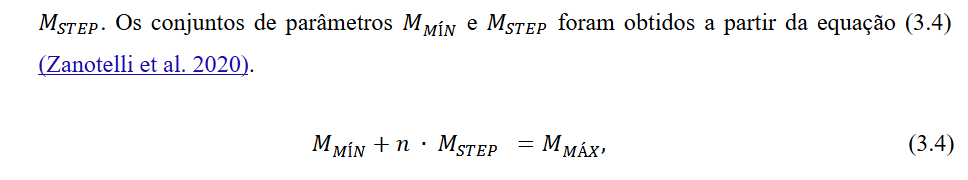 M_STEP. Os conjuntos de parâmetros M_MÍN e M_STEP foram obtidos a partir da equação (3.4)
(Zanotelli et al. 2020).
M_MÍN + n · M_STEP = M_MÁX, (3.4)